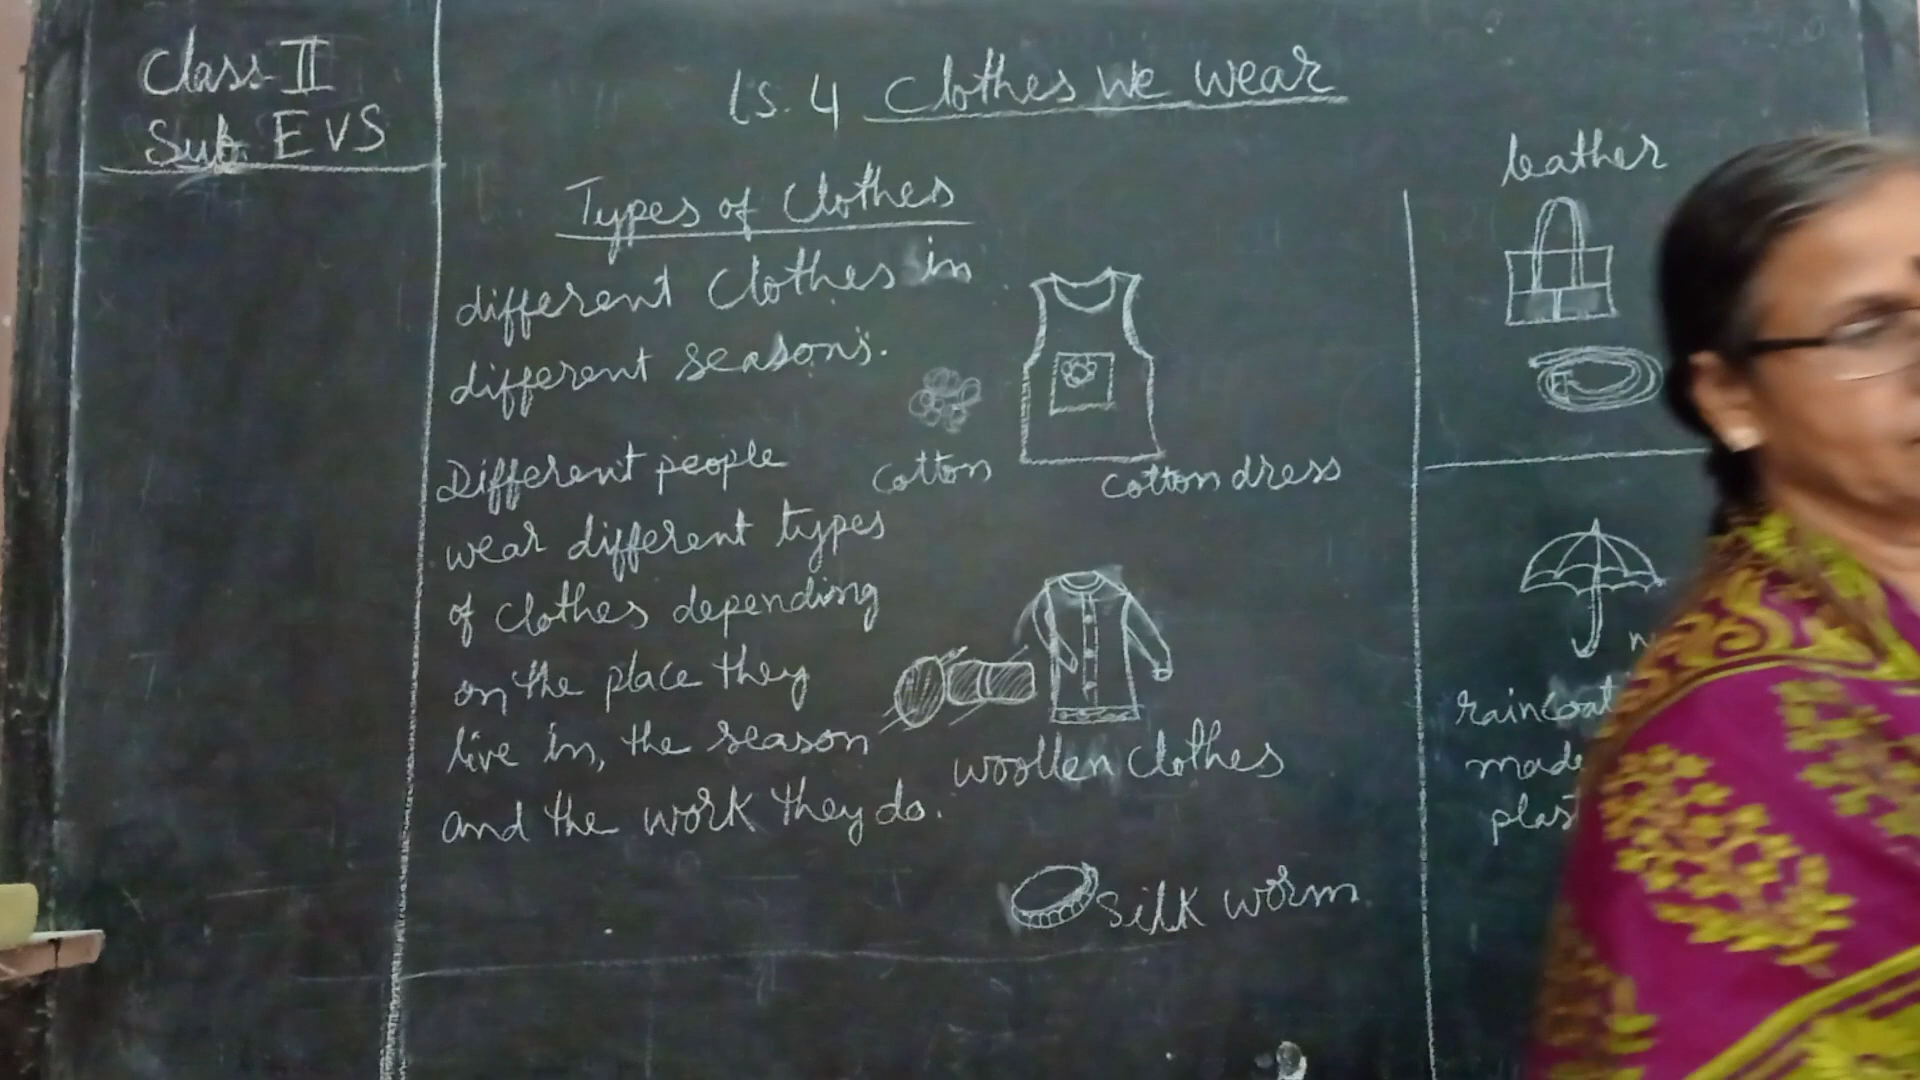 Class-II
Sub. EVS
LS. 4 Clothes We wear
Types of Clothes
different Clothes in
different seasons.
Different people
wear different types
of clothes depending
on the place they
live in, the season
and the work they do.
cotton
cotton dress
woollen clothes
silk worm
leather
raincoat
made